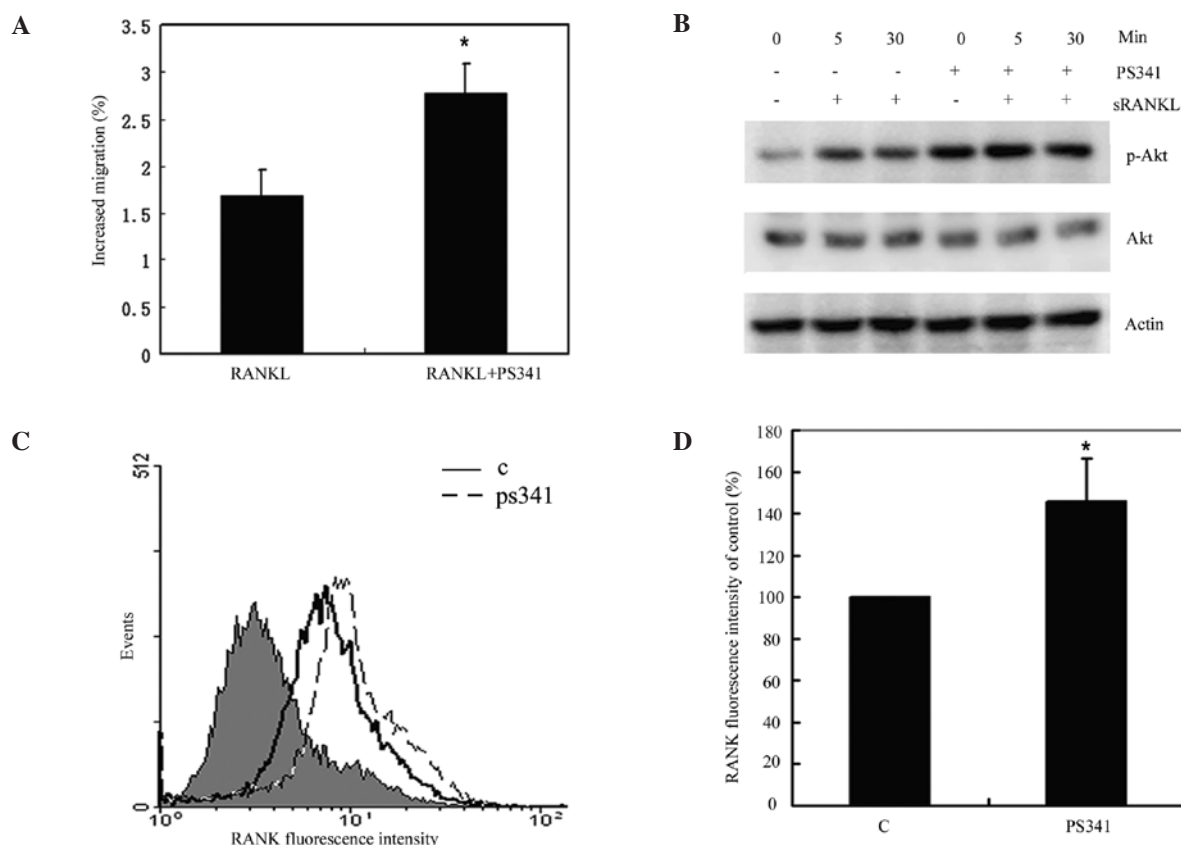 A
3.5
3
2.5
2
1.5
1
0.5
0
Increased migration (%)
*
RANKL
RANKL+PS341
B
0 5 30 0 5 30 Min
- - - + + + PS341
- + + - + + sRANKL
p-Akt
Akt
Actin
C
512
0
Events
c
ps341
10⁰ 10¹ 10²
RANK fluorescence intensity
D
180
160
140
120
100
80
60
40
20
0
RANK fluorescence intensity of control (%)
*
C
PS341